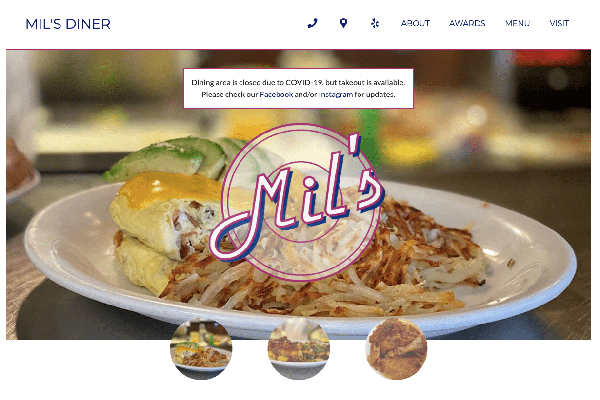 MIL'S DINER
ABOUT AWARDS MENU VISIT
Dining area is closed due to COVID-19, but takeout is available.
Please check our Facebook and/or Instagram for updates.
Mil's